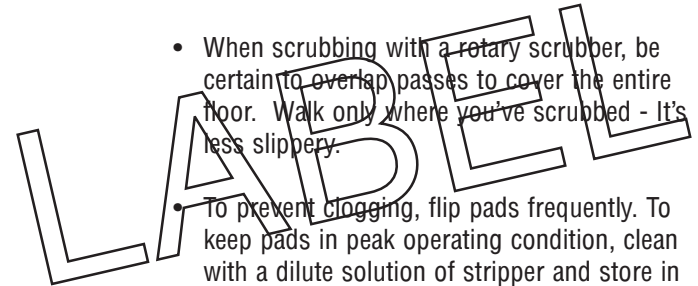 • When scrubbing with a rotary scrubber, be
certain to overlap passes to cover the entire
floor. Walk only where you've scrubbed - It's
less slippery.
• To prevent clogging, flip pads frequently. To
keep pads in peak operating condition, clean
with a dilute solution of stripper and store in
LABEL